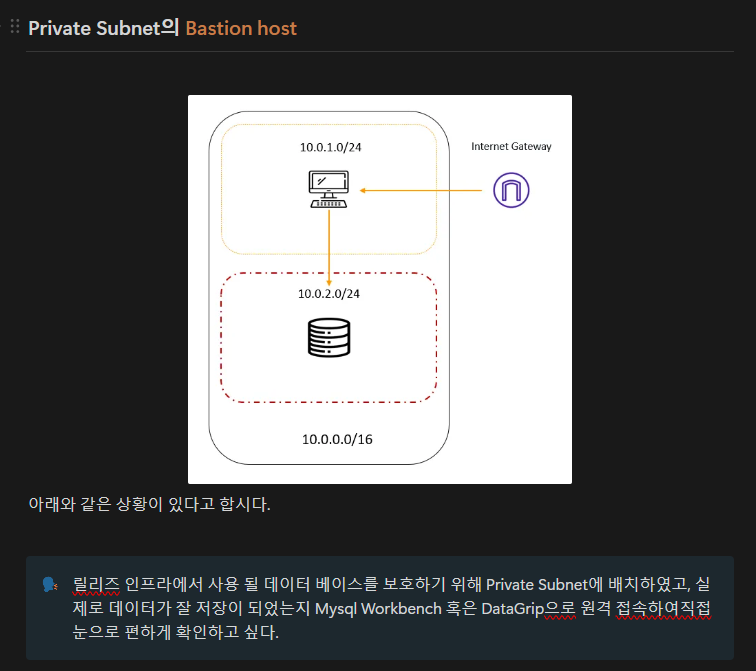 Private Subnet의 Bastion host
10.0.1.0/24
Internet Gateway
10.0.2.0/24
10.0.0.0/16
아래와 같은 상황이 있다고 합시다.
릴리즈 인프라에서 사용 될 데이터 베이스를 보호하기 위해 Private Subnet에 배치하였고, 실
제로 데이터가 잘 저장이 되었는지 Mysql Workbench 혹은 DataGrip으로 원격 접속하여직접
눈으로 편하게 확인하고 싶다.